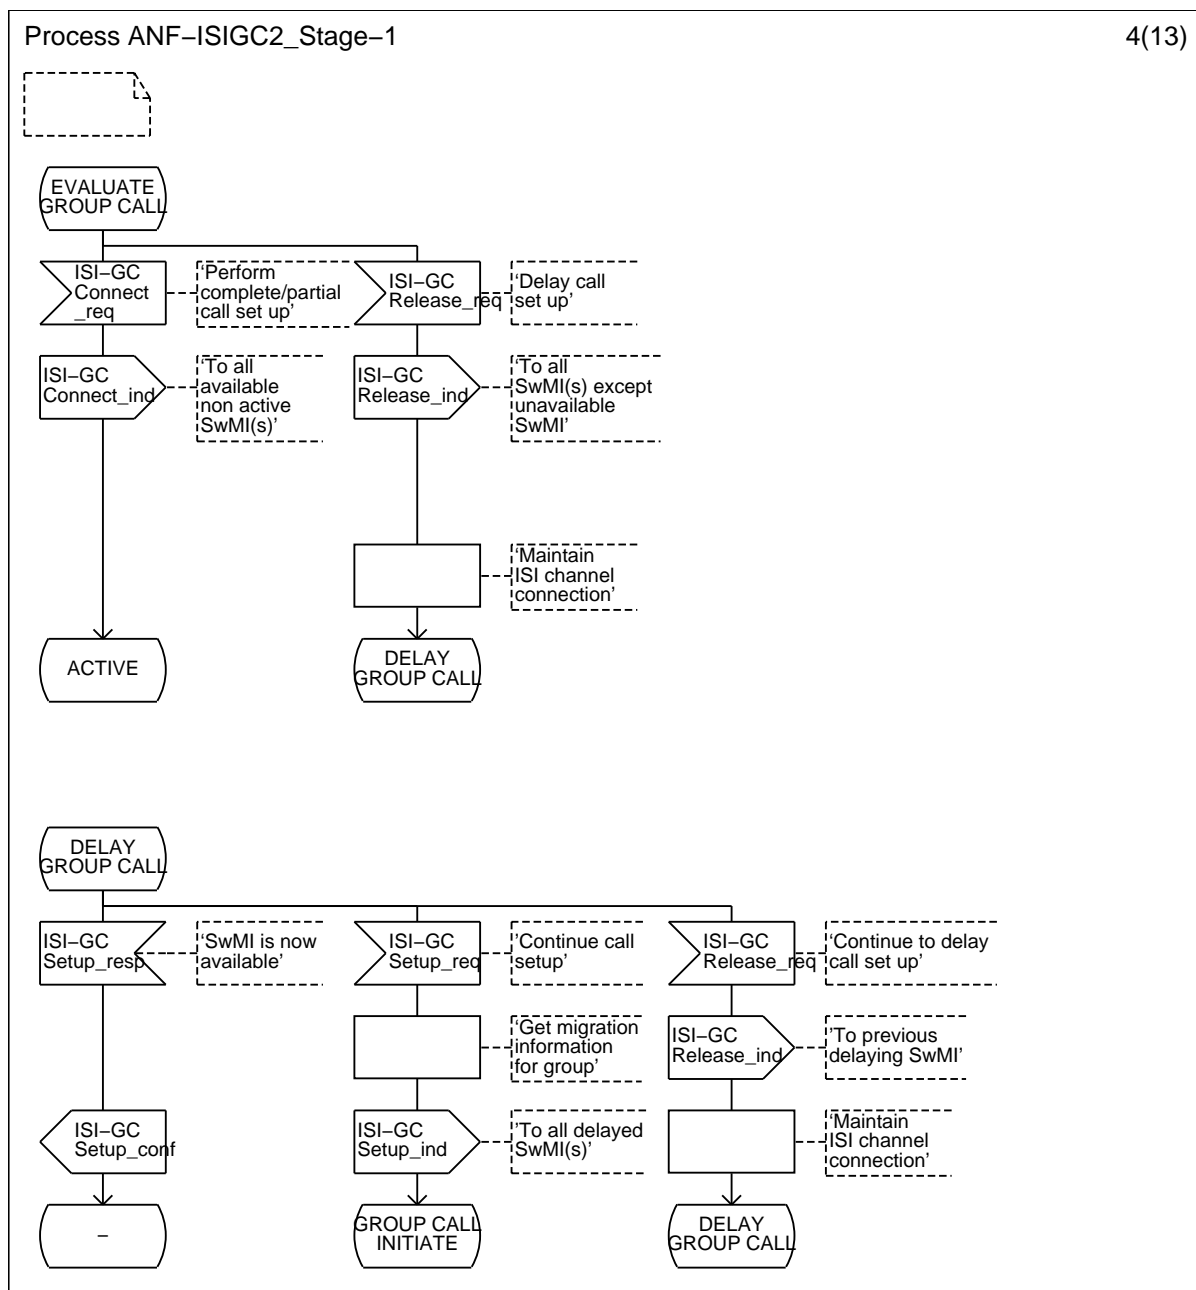 Process ANF−ISIGC2_Stage−1
4(13)
EVALUATE
GROUP CALL
ISI−GC
Connect
_req
‘Perform
complete/partial
call set up’
ISI−GC
Release_req
‘Delay call
set up’
ISI−GC
Connect_ind
‘To all
available
non active
SwMI(s)’
ISI−GC
Release_ind
‘To all
SwMI(s) except
unavailable
SwMI’
‘Maintain
ISI channel
connection’
ACTIVE
DELAY
GROUP CALL
DELAY
GROUP CALL
ISI−GC
Setup_resp
‘SwMI is now
available’
ISI−GC
Setup_req
’Continue call
setup’
ISI−GC
Release_req
‘Continue to delay
call set up’
‘Get migration
information
for group’
ISI−GC
Release_ind
’To previous
delaying SwMI’
ISI−GC
Setup_conf
ISI−GC
Setup_ind
’To all delayed
SwMI(s)’
‘Maintain
ISI channel
connection’
−
GROUP CALL
INITIATE
DELAY
GROUP CALL